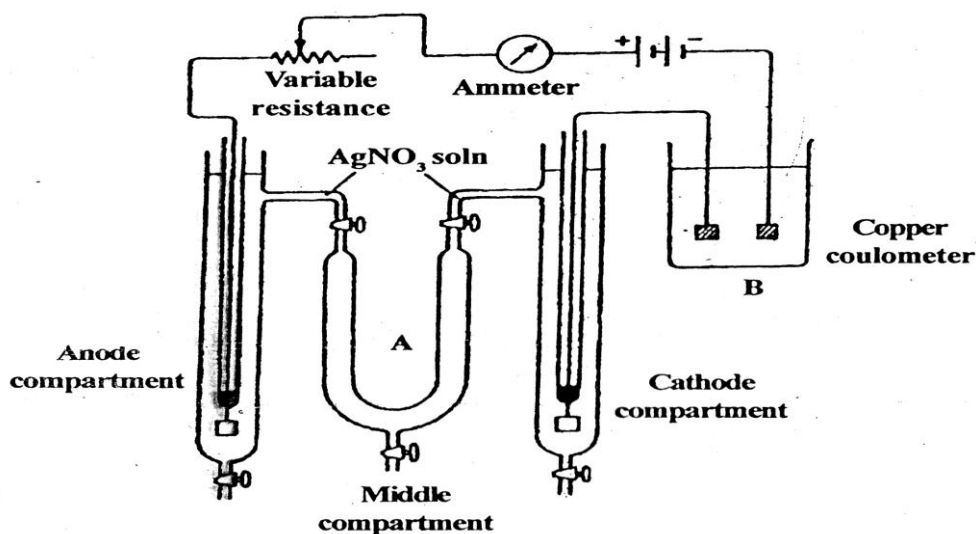 + −
Variable
resistance
Ammeter
AgNO₃ soln
Copper
coulometer
B
A
Anode
compartment
Cathode
compartment
Middle
compartment